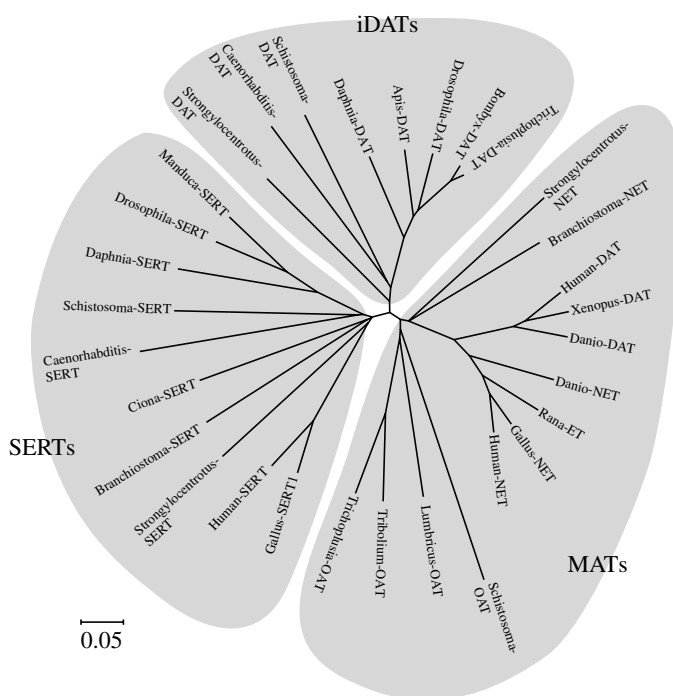 iDATs
Schistosoma-
DAT
Caenorhabditis-
DAT
Strongylocentrotus-
DAT
Daphnia-DAT
Apis-DAT
Drosophila-DAT
Bombyx-DAT
Trichoplusia-DAT
Strongylocentrotus-
NET
Branchiostoma-NET
Human-DAT
Xenopus-DAT
Danio-DAT
Danio-NET
Rana-ET
Gallus-NET
Human-NET
MATs
Schistosoma-
OAT
Lumbricus-OAT
Tribolium-OAT
Trichoplusia-OAT
Gallus-SERT1
Human-SERT
Strongylocentrotus-
SERT
Branchiostoma-SERT
Ciona-SERT
Caenorhabditis-
SERT
Schistosoma-SERT
Daphnia-SERT
Drosophila-SERT
Manduca-SERT
SERTs
0.05